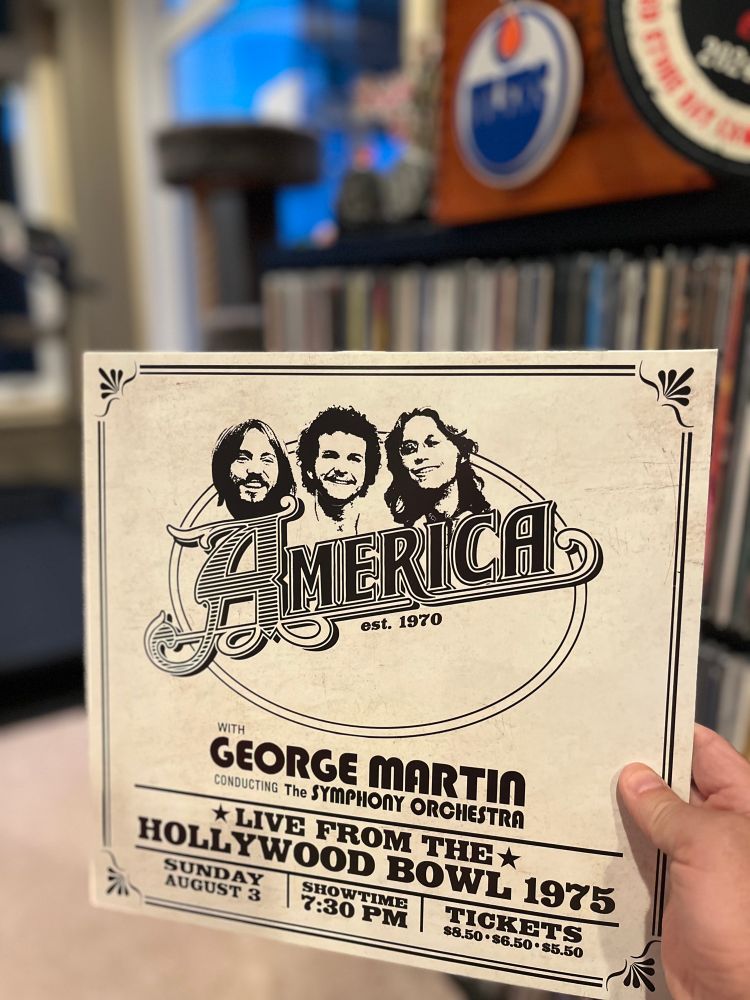 2024
AMERICA
est. 1970
WITH
GEORGE MARTIN
CONDUCTING The SYMPHONY ORCHESTRA
★LIVE FROM THE★
HOLLYWOOD BOWL 1975
SUNDAY
AUGUST 3
SHOWTIME
7:30 PM
TICKETS
$8.50 • $6.50 • $5.50